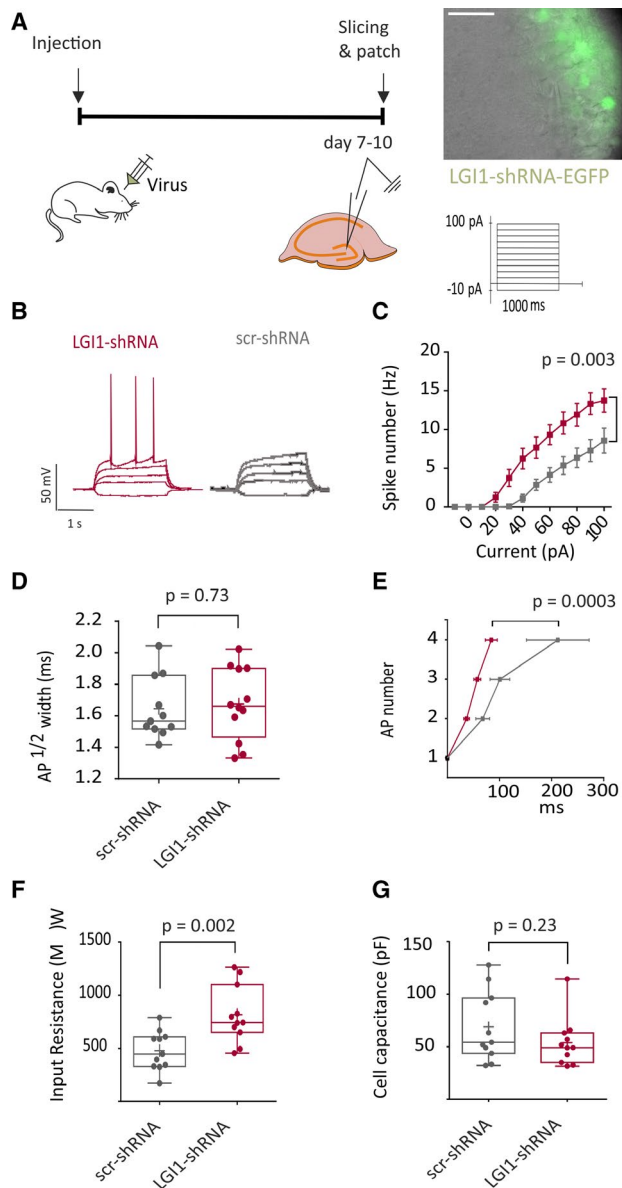 A
Injection
Slicing
& patch
day 7-10
Virus
LGI1-shRNA-EGFP
100 pA
-10 pA
1000 ms
B
LGI1-shRNA
scr-shRNA
50 mV
1 s
C
p = 0.003
Spike number (Hz)
20
15
10
5
0
0
20
40
60
80
100
Current (pA)
D
p = 0.73
AP 1/2 width (ms)
2.2
2.0
1.8
1.6
1.4
1.2
scr-shRNA
LGI1-shRNA
E
p = 0.0003
AP number
4
3
2
1
100
200
300
ms
F
p = 0.002
Input Resistance (M )W
1500
1000
500
scr-shRNA
LGI1-shRNA
G
p = 0.23
Cell capacitance (pF)
150
100
50
scr-shRNA
LGI1-shRNA